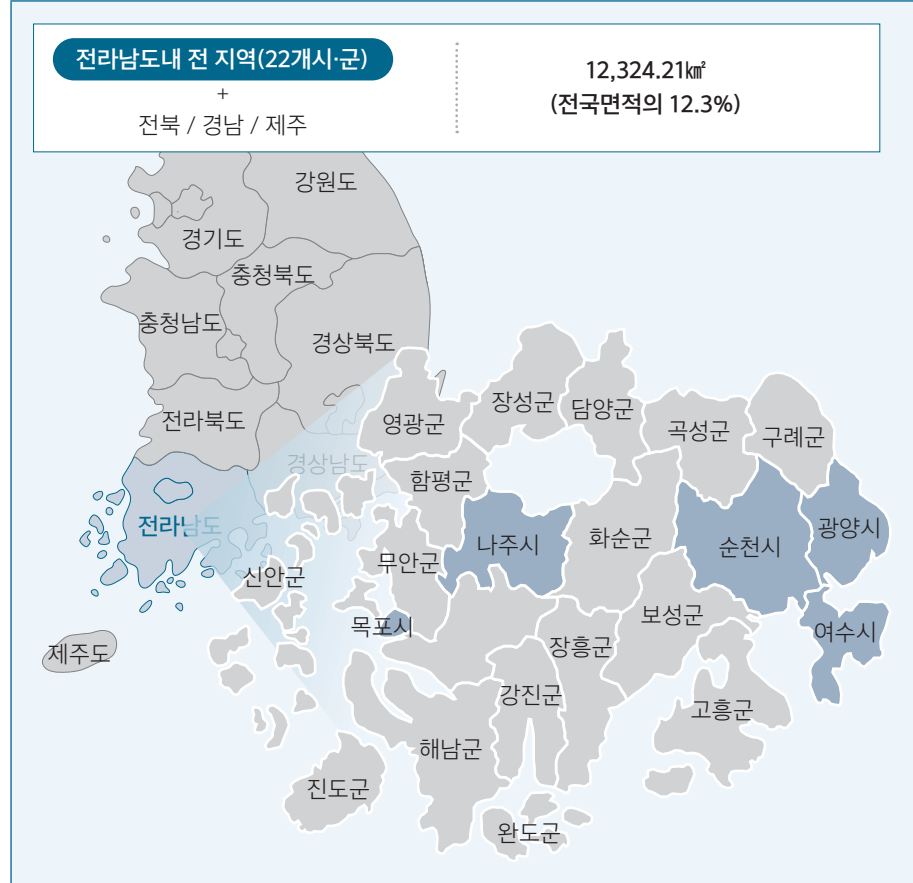 전라남도내 전 지역(22개시·군)
+
전북 / 경남 / 제주
12,324.21㎢
(전국면적의 12.3%)
강원도
경기도
충청북도
충청남도
경상북도
전라북도
경상남도
전라남도
제주도
영광군
장성군
담양군
곡성군
구례군
함평군
나주시
화순군
순천시
광양시
무안군
신안군
목포시
보성군
여수시
장흥군
강진군
고흥군
해남군
진도군
완도군